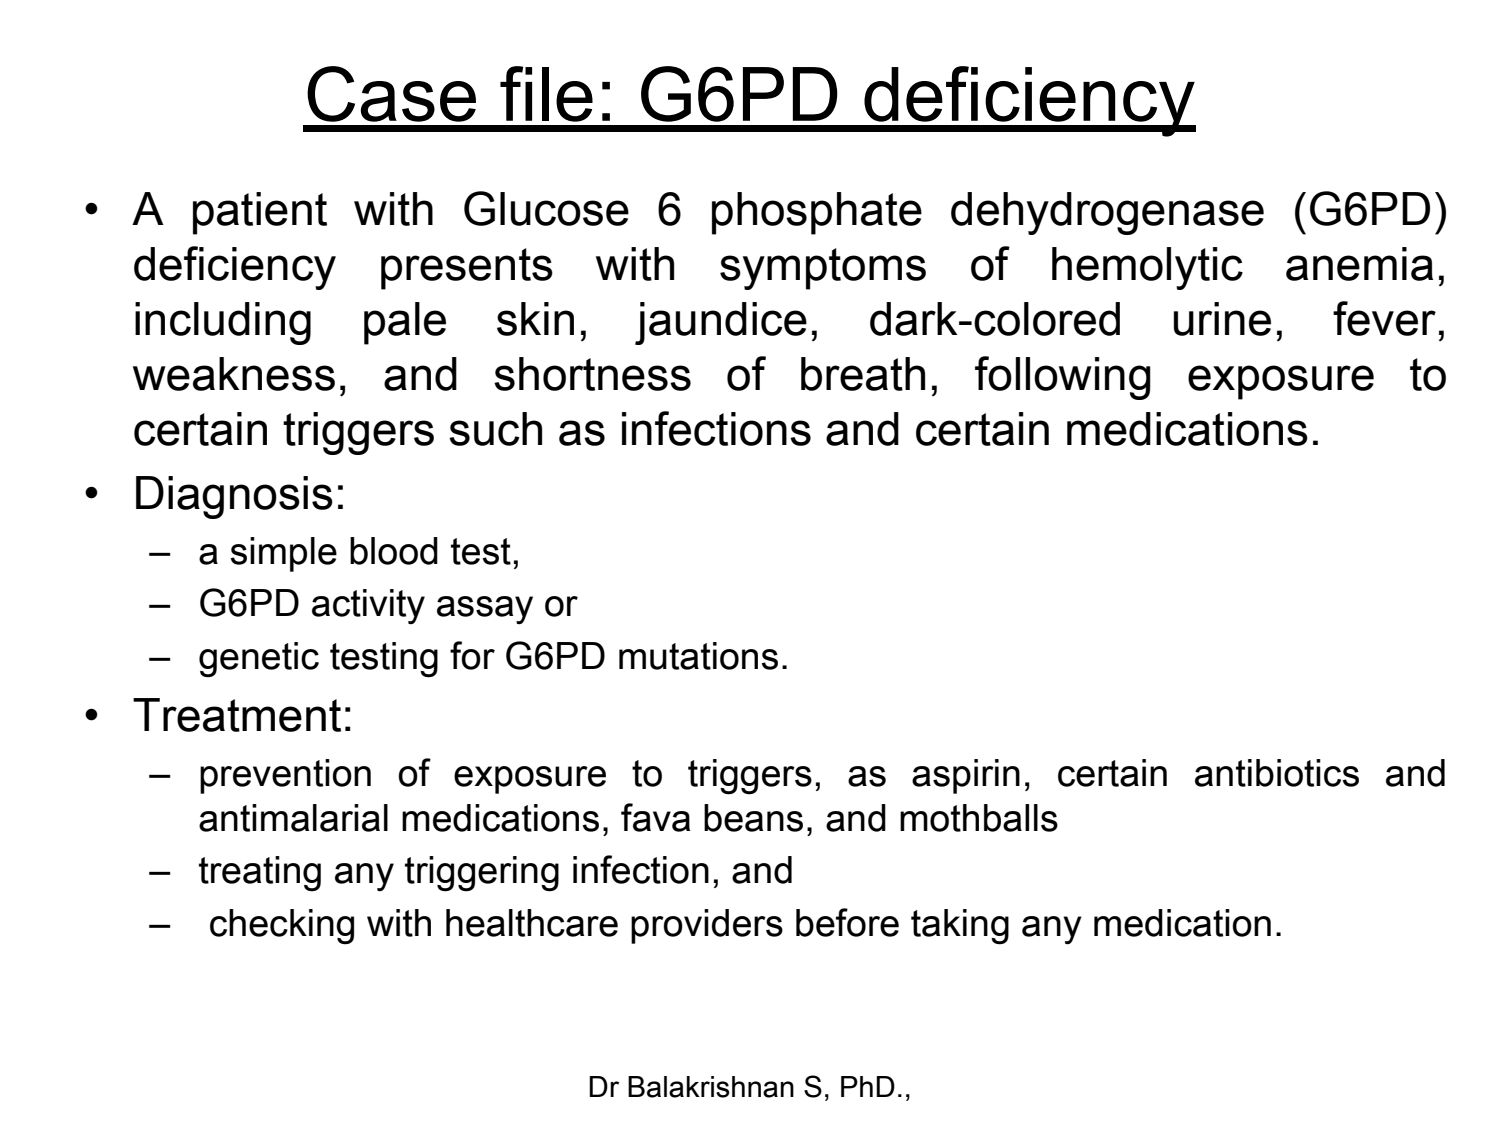 Case file: G6PD deficiency
• A patient with Glucose 6 phosphate dehydrogenase (G6PD)
deficiency presents with symptoms of hemolytic anemia,
including pale skin, jaundice, dark-colored urine, fever,
weakness, and shortness of breath, following exposure to
certain triggers such as infections and certain medications.
• Diagnosis:
– a simple blood test,
– G6PD activity assay or
– genetic testing for G6PD mutations.
• Treatment:
– prevention of exposure to triggers, as aspirin, certain antibiotics and
antimalarial medications, fava beans, and mothballs
– treating any triggering infection, and
– checking with healthcare providers before taking any medication.
Dr Balakrishnan S, PhD.,